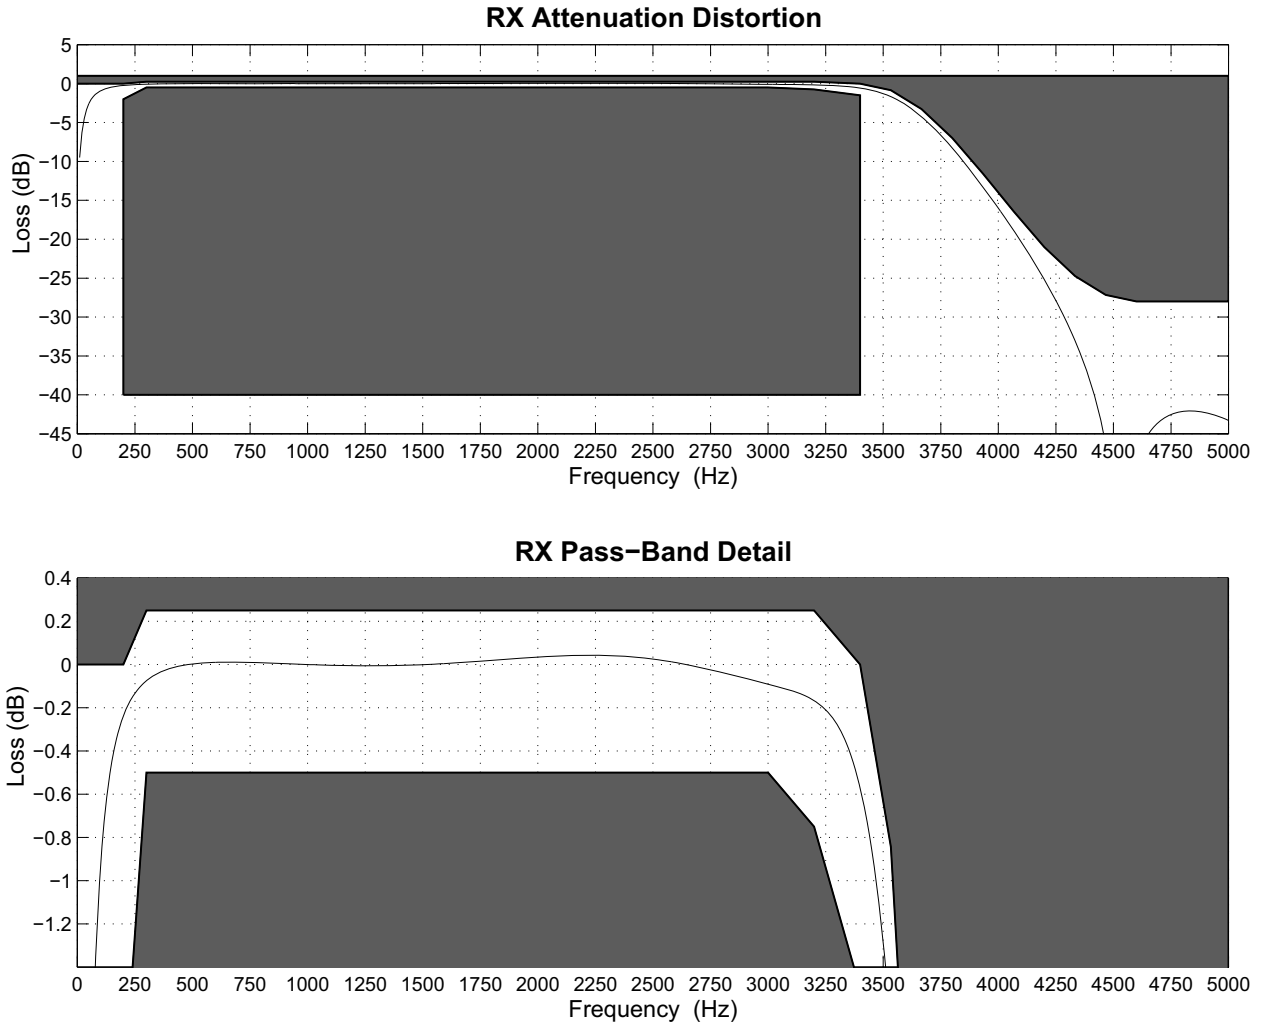 RX Attenuation Distortion
5
0
−5
−10
−15
−20
−25
−30
−35
−40
−45
Loss (dB)
0 250 500 750 1000 1250 1500 1750 2000 2250 2500 2750 3000 3250 3500 3750 4000 4250 4500 4750 5000
Frequency (Hz)
RX Pass−Band Detail
0.4
0.2
0
−0.2
−0.4
−0.6
−0.8
−1
−1.2
Loss (dB)
0 250 500 750 1000 1250 1500 1750 2000 2250 2500 2750 3000 3250 3500 3750 4000 4250 4500 4750 5000
Frequency (Hz)